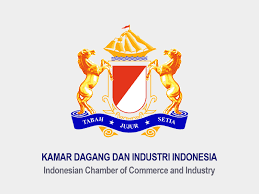 TABAH JUJUR SETIA
KAMAR DAGANG DAN INDUSTRI INDONESIA
Indonesian Chamber of Commerce and Industry